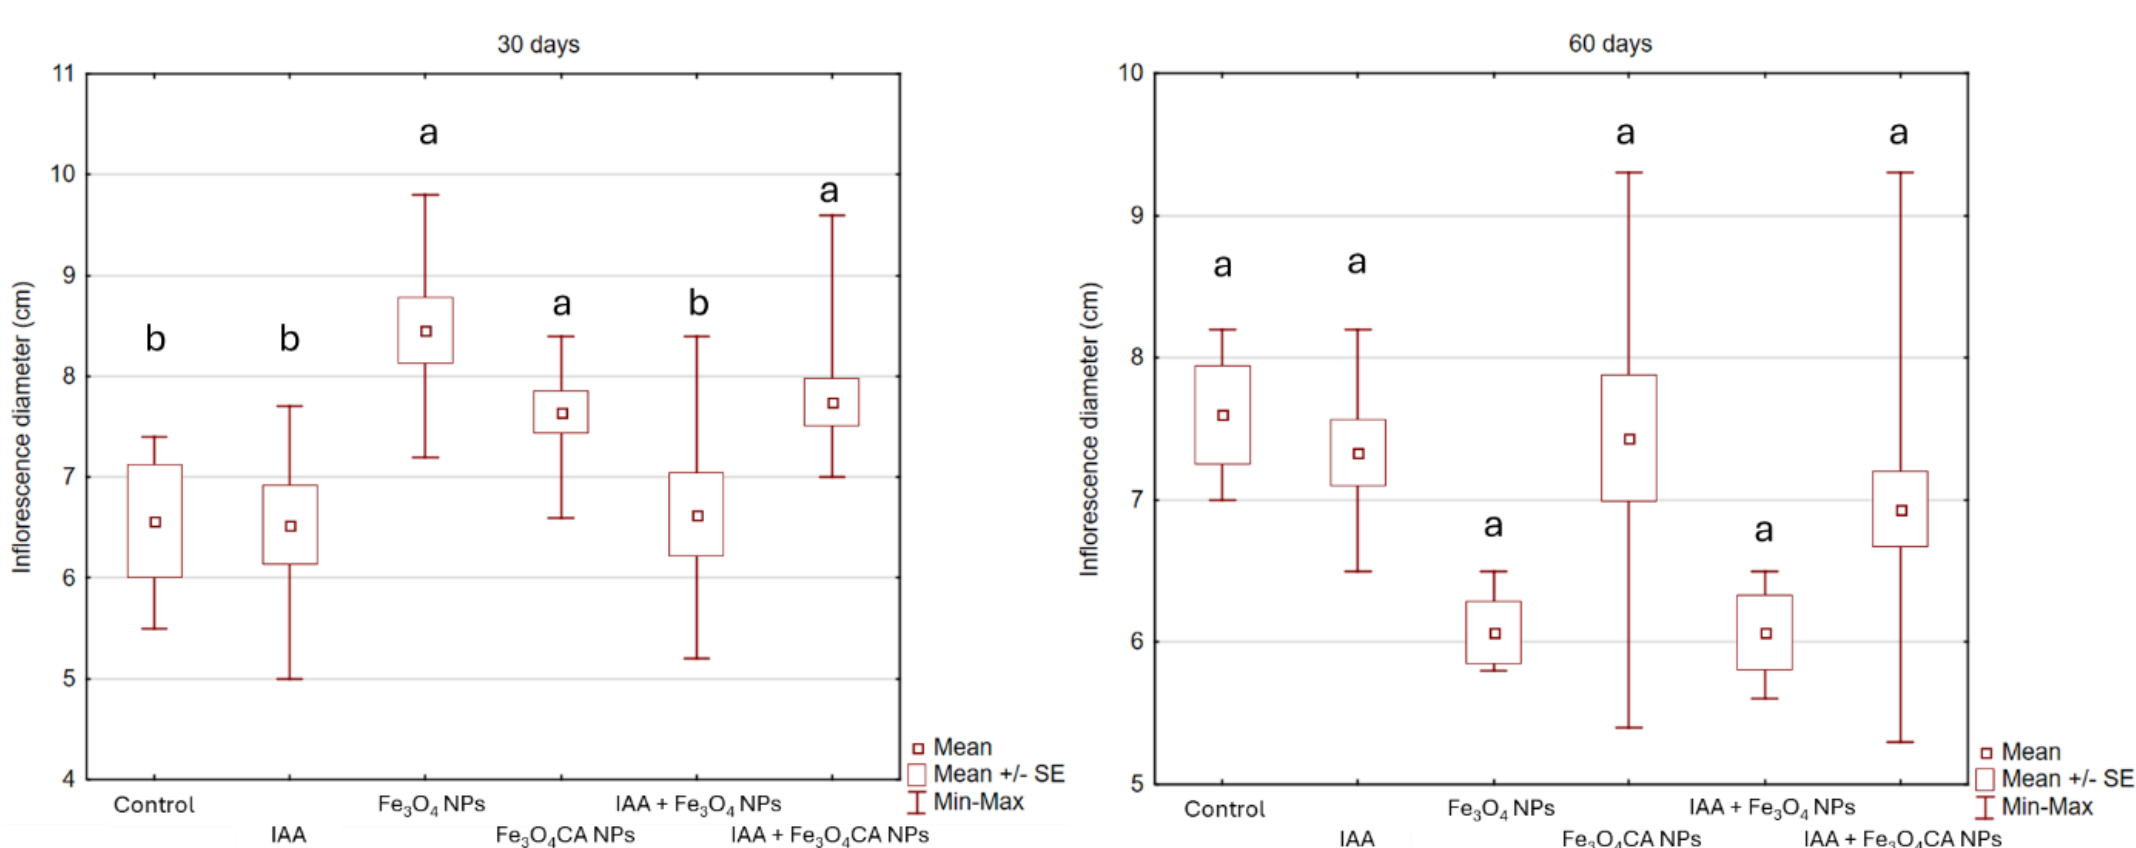 30 days
Inflorescence diameter (cm)
11
10
9
8
7
6
5
4
b
b
a
a
b
a
Control
IAA
Fe₃O₄ NPs
Fe₃O₄CA NPs
IAA + Fe₃O₄ NPs
IAA + Fe₃O₄CA NPs
Mean
Mean +/- SE
Min-Max
60 days
Inflorescence diameter (cm)
10
9
8
7
6
5
a
a
a
a
a
a
Control
IAA
Fe₃O₄ NPs
Fe₃O₄CA NPs
IAA + Fe₃O₄ NPs
IAA + Fe₃O₄CA NPs
Mean
Mean +/- SE
Min-Max